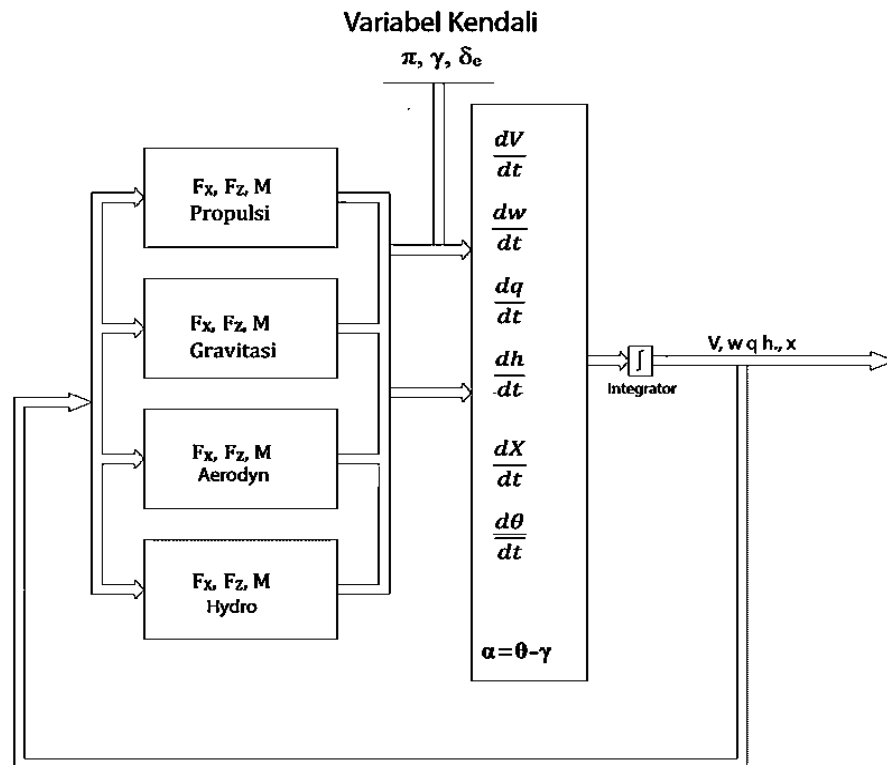 Variabel Kendali
π, γ, δe
Fx, Fz, M
Propulsi
Fx, Fz, M
Gravitasi
Fx, Fz, M
Aerodyn
Fx, Fz, M
Hydro
dV
dt
dw
dt
dq
dt
dh
dt
dX
dt
dθ
dt
α=θ-γ
∫
Integrator
V, w q h., x